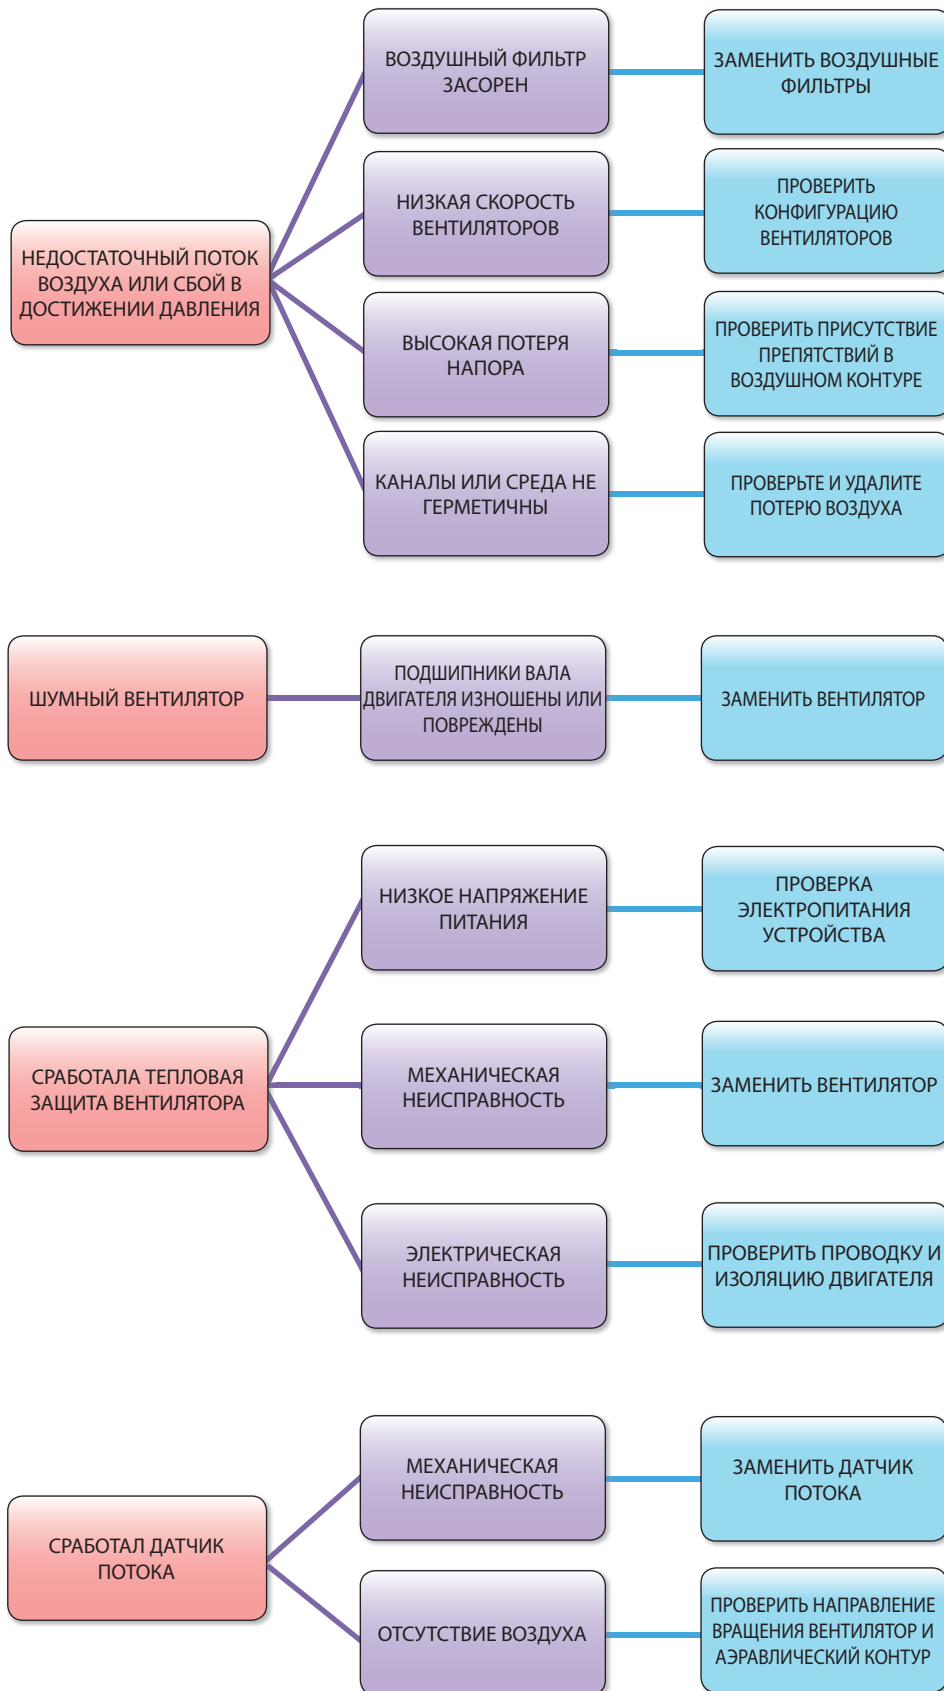 ВОЗДУШНЫЙ ФИЛЬТР
ЗАСОРЕН
ЗАМЕНИТЬ ВОЗДУШНЫЕ
ФИЛЬТРЫ
НИЗКАЯ СКОРОСТЬ
ВЕНТИЛЯТОРОВ
ПРОВЕРИТЬ
КОНФИГУРАЦИЮ
ВЕНТИЛЯТОРОВ
НЕДОСТАТОЧНЫЙ ПОТОК
ВОЗДУХА ИЛИ СБОЙ В
ДОСТИЖЕНИИ ДАВЛЕНИЯ
ВЫСОКАЯ ПОТЕРЯ
НАПОРА
ПРОВЕРИТЬ ПРИСУТСТВИЕ
ПРЕПЯТСТВИЙ В
ВОЗДУШНОМ КОНТУРЕ
КАНАЛЫ ИЛИ СРЕДА НЕ
ГЕРМЕТИЧНЫ
ПРОВЕРЬТЕ И УДАЛИТЕ
ПОТЕРЮ ВОЗДУХА
ШУМНЫЙ ВЕНТИЛЯТОР
ПОДШИПНИКИ ВАЛА
ДВИГАТЕЛЯ ИЗНОШЕНЫ ИЛИ
ПОВРЕЖДЕНЫ
ЗАМЕНИТЬ ВЕНТИЛЯТОР
НИЗКОЕ НАПРЯЖЕНИЕ
ПИТАНИЯ
ПРОВЕРКА
ЭЛЕКТРОПИТАНИЯ
УСТРОЙСТВА
СРАБОТАЛА ТЕПЛОВАЯ
ЗАЩИТА ВЕНТИЛЯТОРА
МЕХАНИЧЕСКАЯ
НЕИСПРАВНОСТЬ
ЗАМЕНИТЬ ВЕНТИЛЯТОР
ЭЛЕКТРИЧЕСКАЯ
НЕИСПРАВНОСТЬ
ПРОВЕРИТЬ ПРОВОДКУ И
ИЗОЛЯЦИЮ ДВИГАТЕЛЯ
МЕХАНИЧЕСКАЯ
НЕИСПРАВНОСТЬ
ЗАМЕНИТЬ ДАТЧИК
ПОТОКА
СРАБОТАЛ ДАТЧИК
ПОТОКА
ОТСУТСТВИЕ ВОЗДУХА
ПРОВЕРИТЬ НАПРАВЛЕНИЕ
ВРАЩЕНИЯ ВЕНТИЛЯТОР И
АЭРАВЛИЧЕСКИЙ КОНТУР